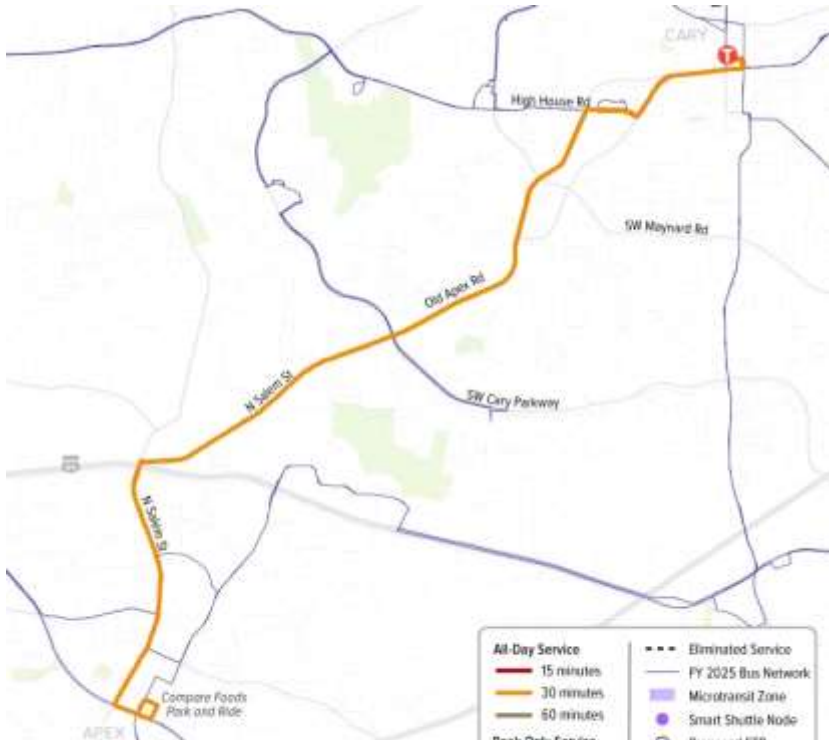 CARY
T
High House Rd
SW Maynard Rd
Old Apex Rd
N Salem St
SW Cary Parkway
N Salem St
Compare Foods
Park and Ride
APEX
All-Day Service
15 minutes
30 minutes
60 minutes
Eliminated Service
FY 2025 Bus Network
Microtransit Zone
Smart Shuttle Node